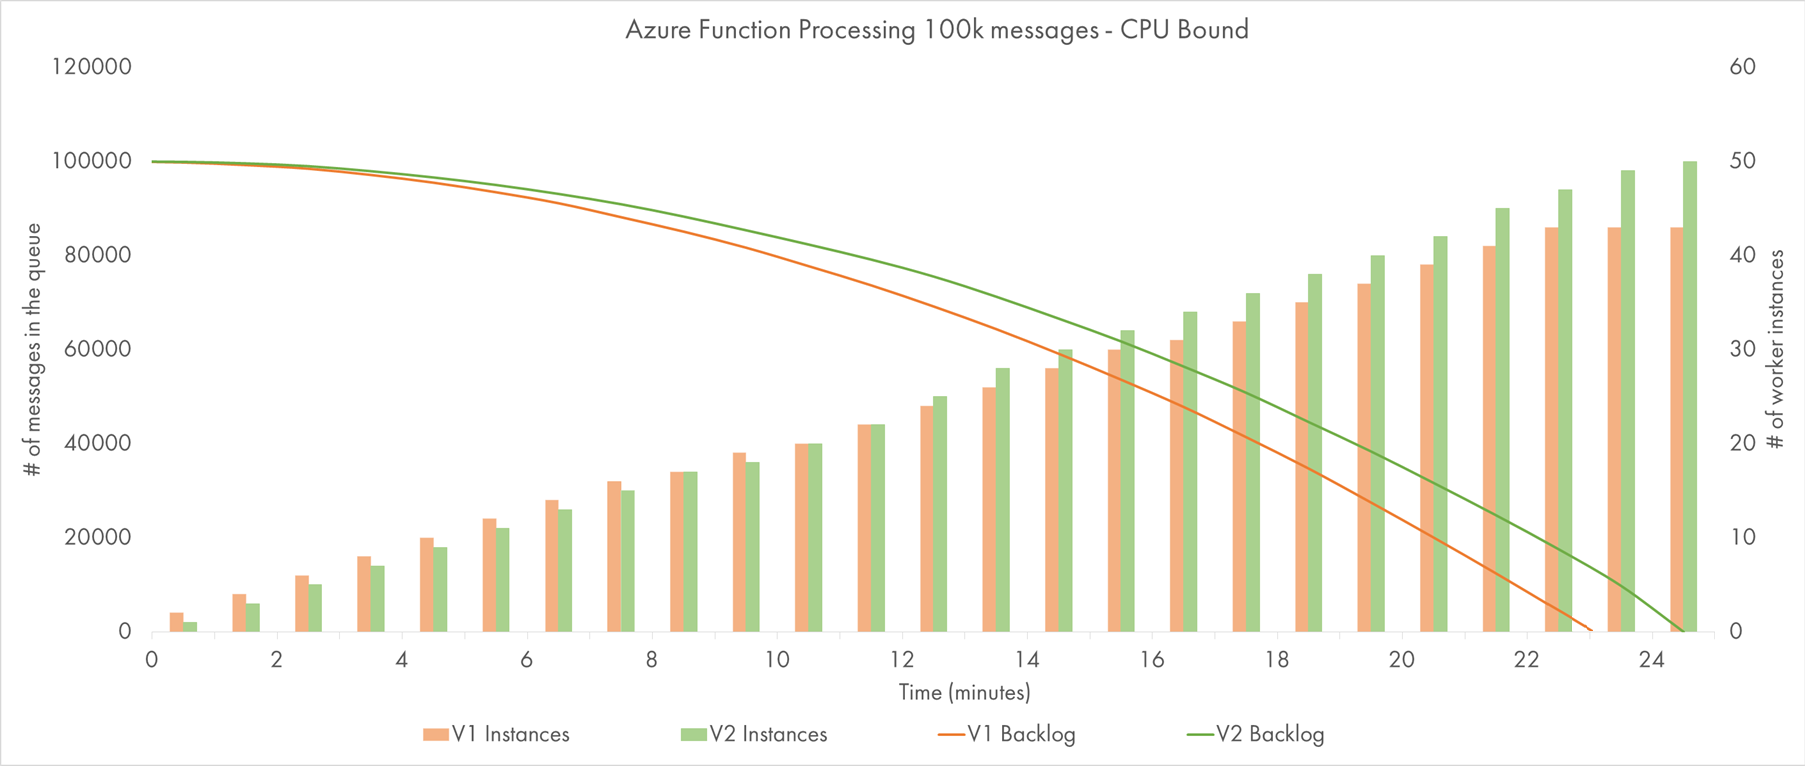 Azure Function Processing 100k messages - CPU Bound
120000
100000
80000
60000
40000
20000
0
# of messages in the queue
60
50
40
30
20
10
0
# of worker instances
0 2 4 6 8 10 12 14 16 18 20 22 24
Time (minutes)
V1 Instances V2 Instances V1 Backlog V2 Backlog